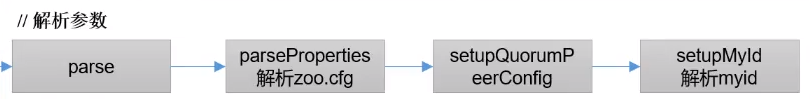 // 解析参数
parse
parseProperties
解析zoo.cfg
setupQuorumP
eerConfig
setupMyId
解析myid